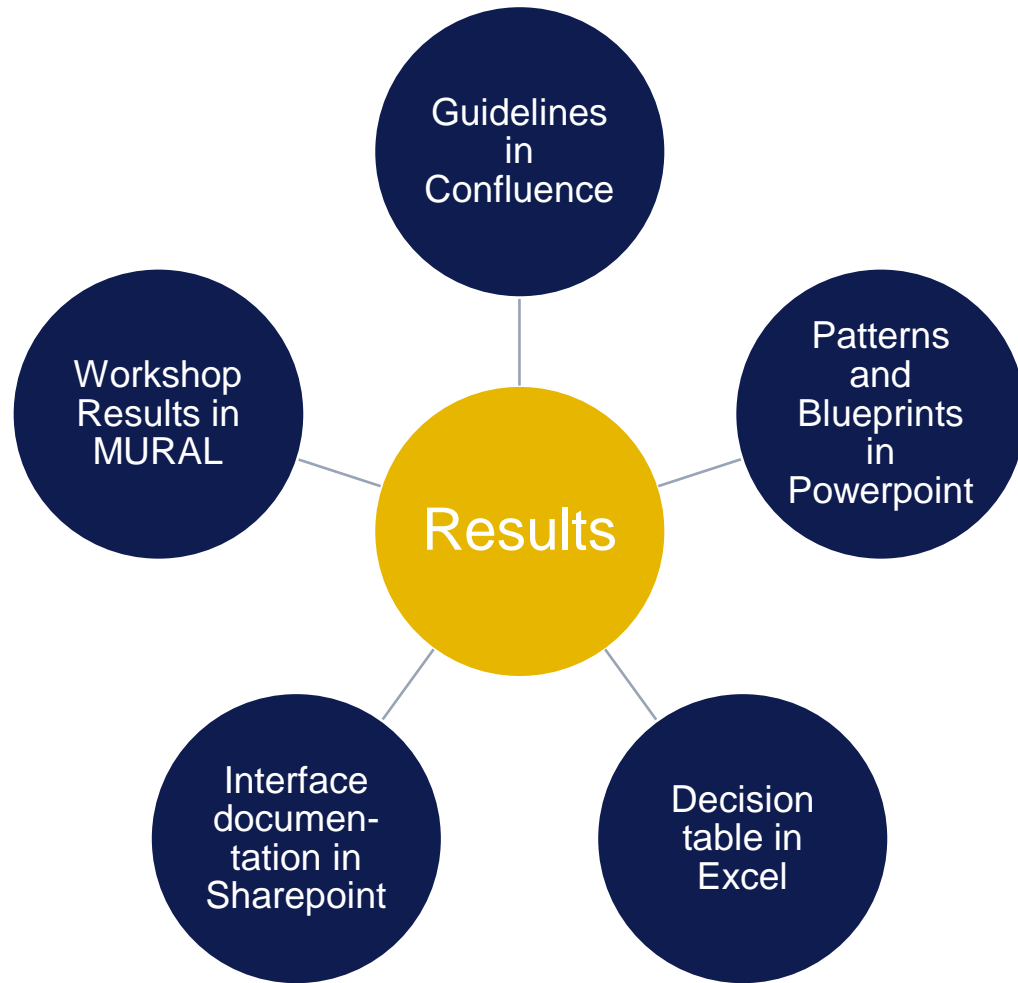 Guidelines
in
Confluence
Patterns
and
Blueprints
in
Powerpoint
Workshop
Results in
MURAL
Results
Interface
documen-
tation in
Sharepoint
Decision
table in
Excel